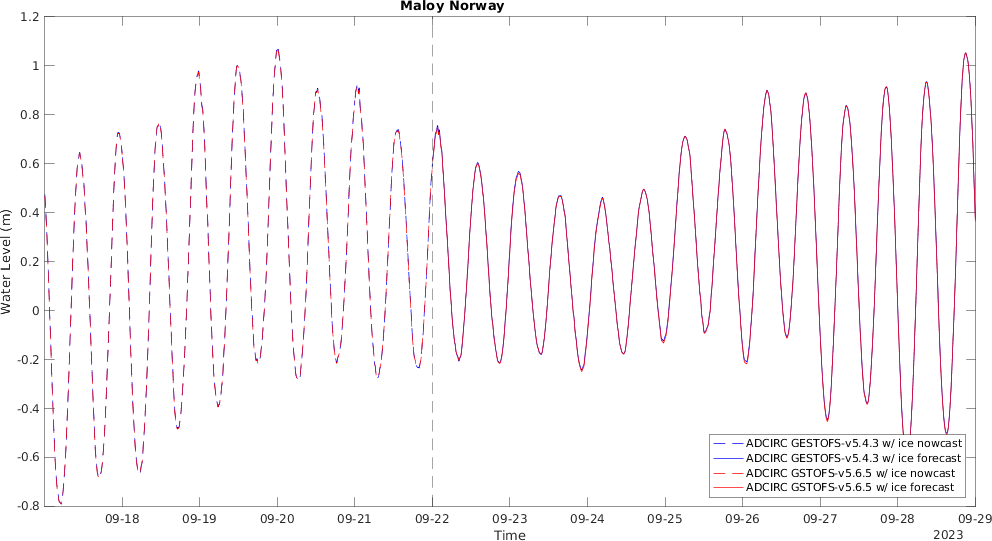 Maloy Norway
1.2
1
0.8
0.6
0.4
0.2
0
-0.2
-0.4
-0.6
-0.8
Water Level (m)
ADCIRC GESTOFS-v5.4.3 w/ ice nowcast
ADCIRC GESTOFS-v5.4.3 w/ ice forecast
ADCIRC GSTOFS-v5.6.5 w/ ice nowcast
ADCIRC GSTOFS-v5.6.5 w/ ice forecast
09-18 09-19 09-20 09-21 09-22 09-23 09-24 09-25 09-26 09-27 09-28 09-29
Time
2023